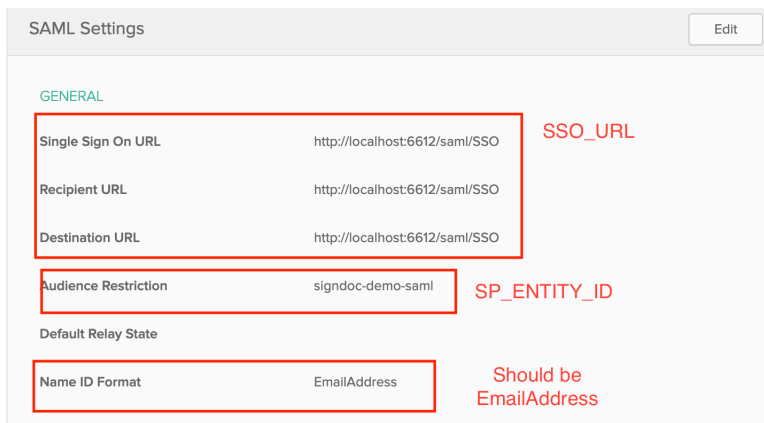 SAML Settings
Edit
GENERAL
Single Sign On URL http://localhost:6612/saml/SSO
SSO_URL
Recipient URL http://localhost:6612/saml/SSO
Destination URL http://localhost:6612/saml/SSO
Audience Restriction signdoc-demo-saml
SP_ENTITY_ID
Default Relay State
Name ID Format EmailAddress
Should be
EmailAddress